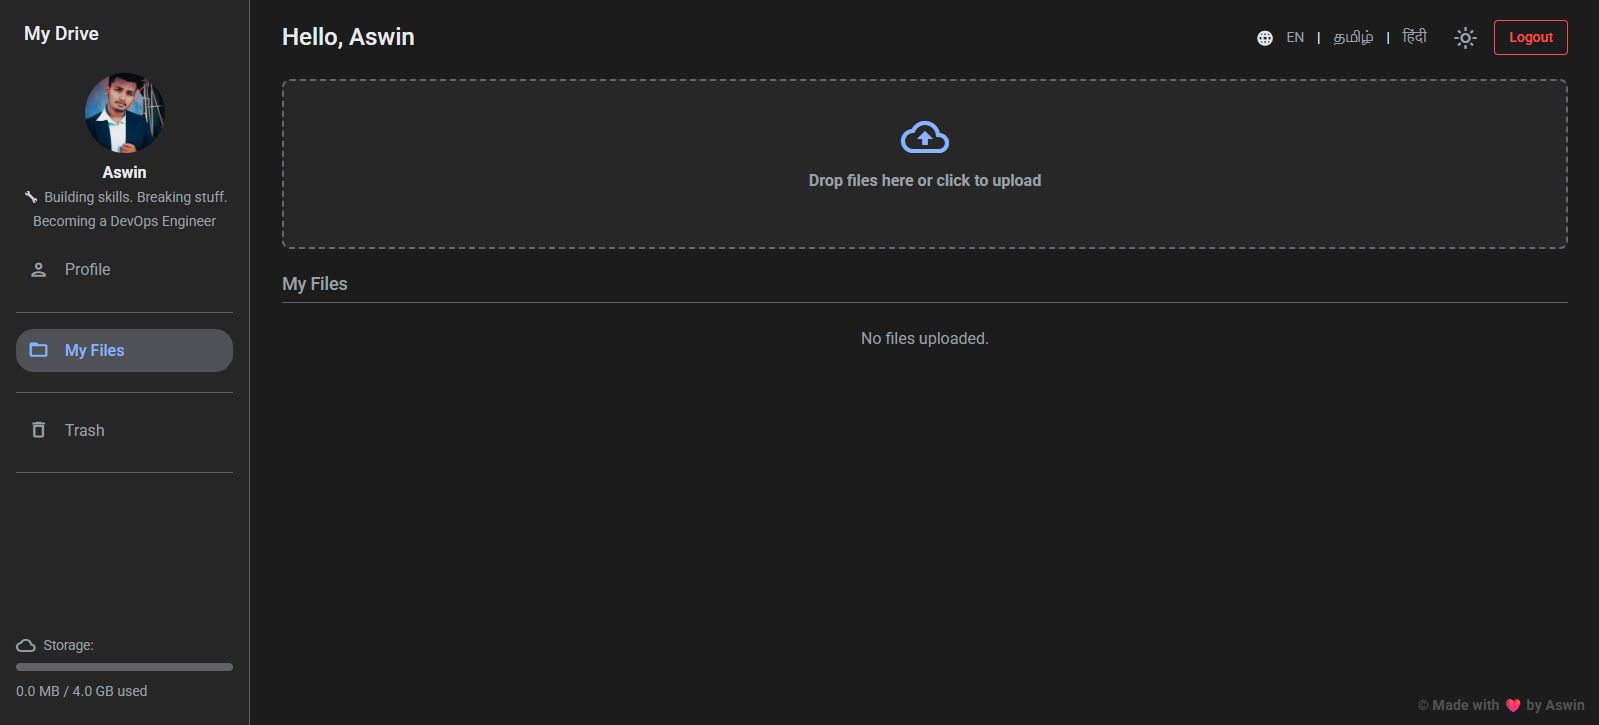 My Drive
Aswin
🔧 Building skills. Breaking stuff.
Becoming a DevOps Engineer
Profile
My Files
Trash
Storage:
0.0 MB / 4.0 GB used
Hello, Aswin
EN | தமிழ் | हिंदी
Logout
Drop files here or click to upload
My Files
No files uploaded.
© Made with 💖 by Aswin